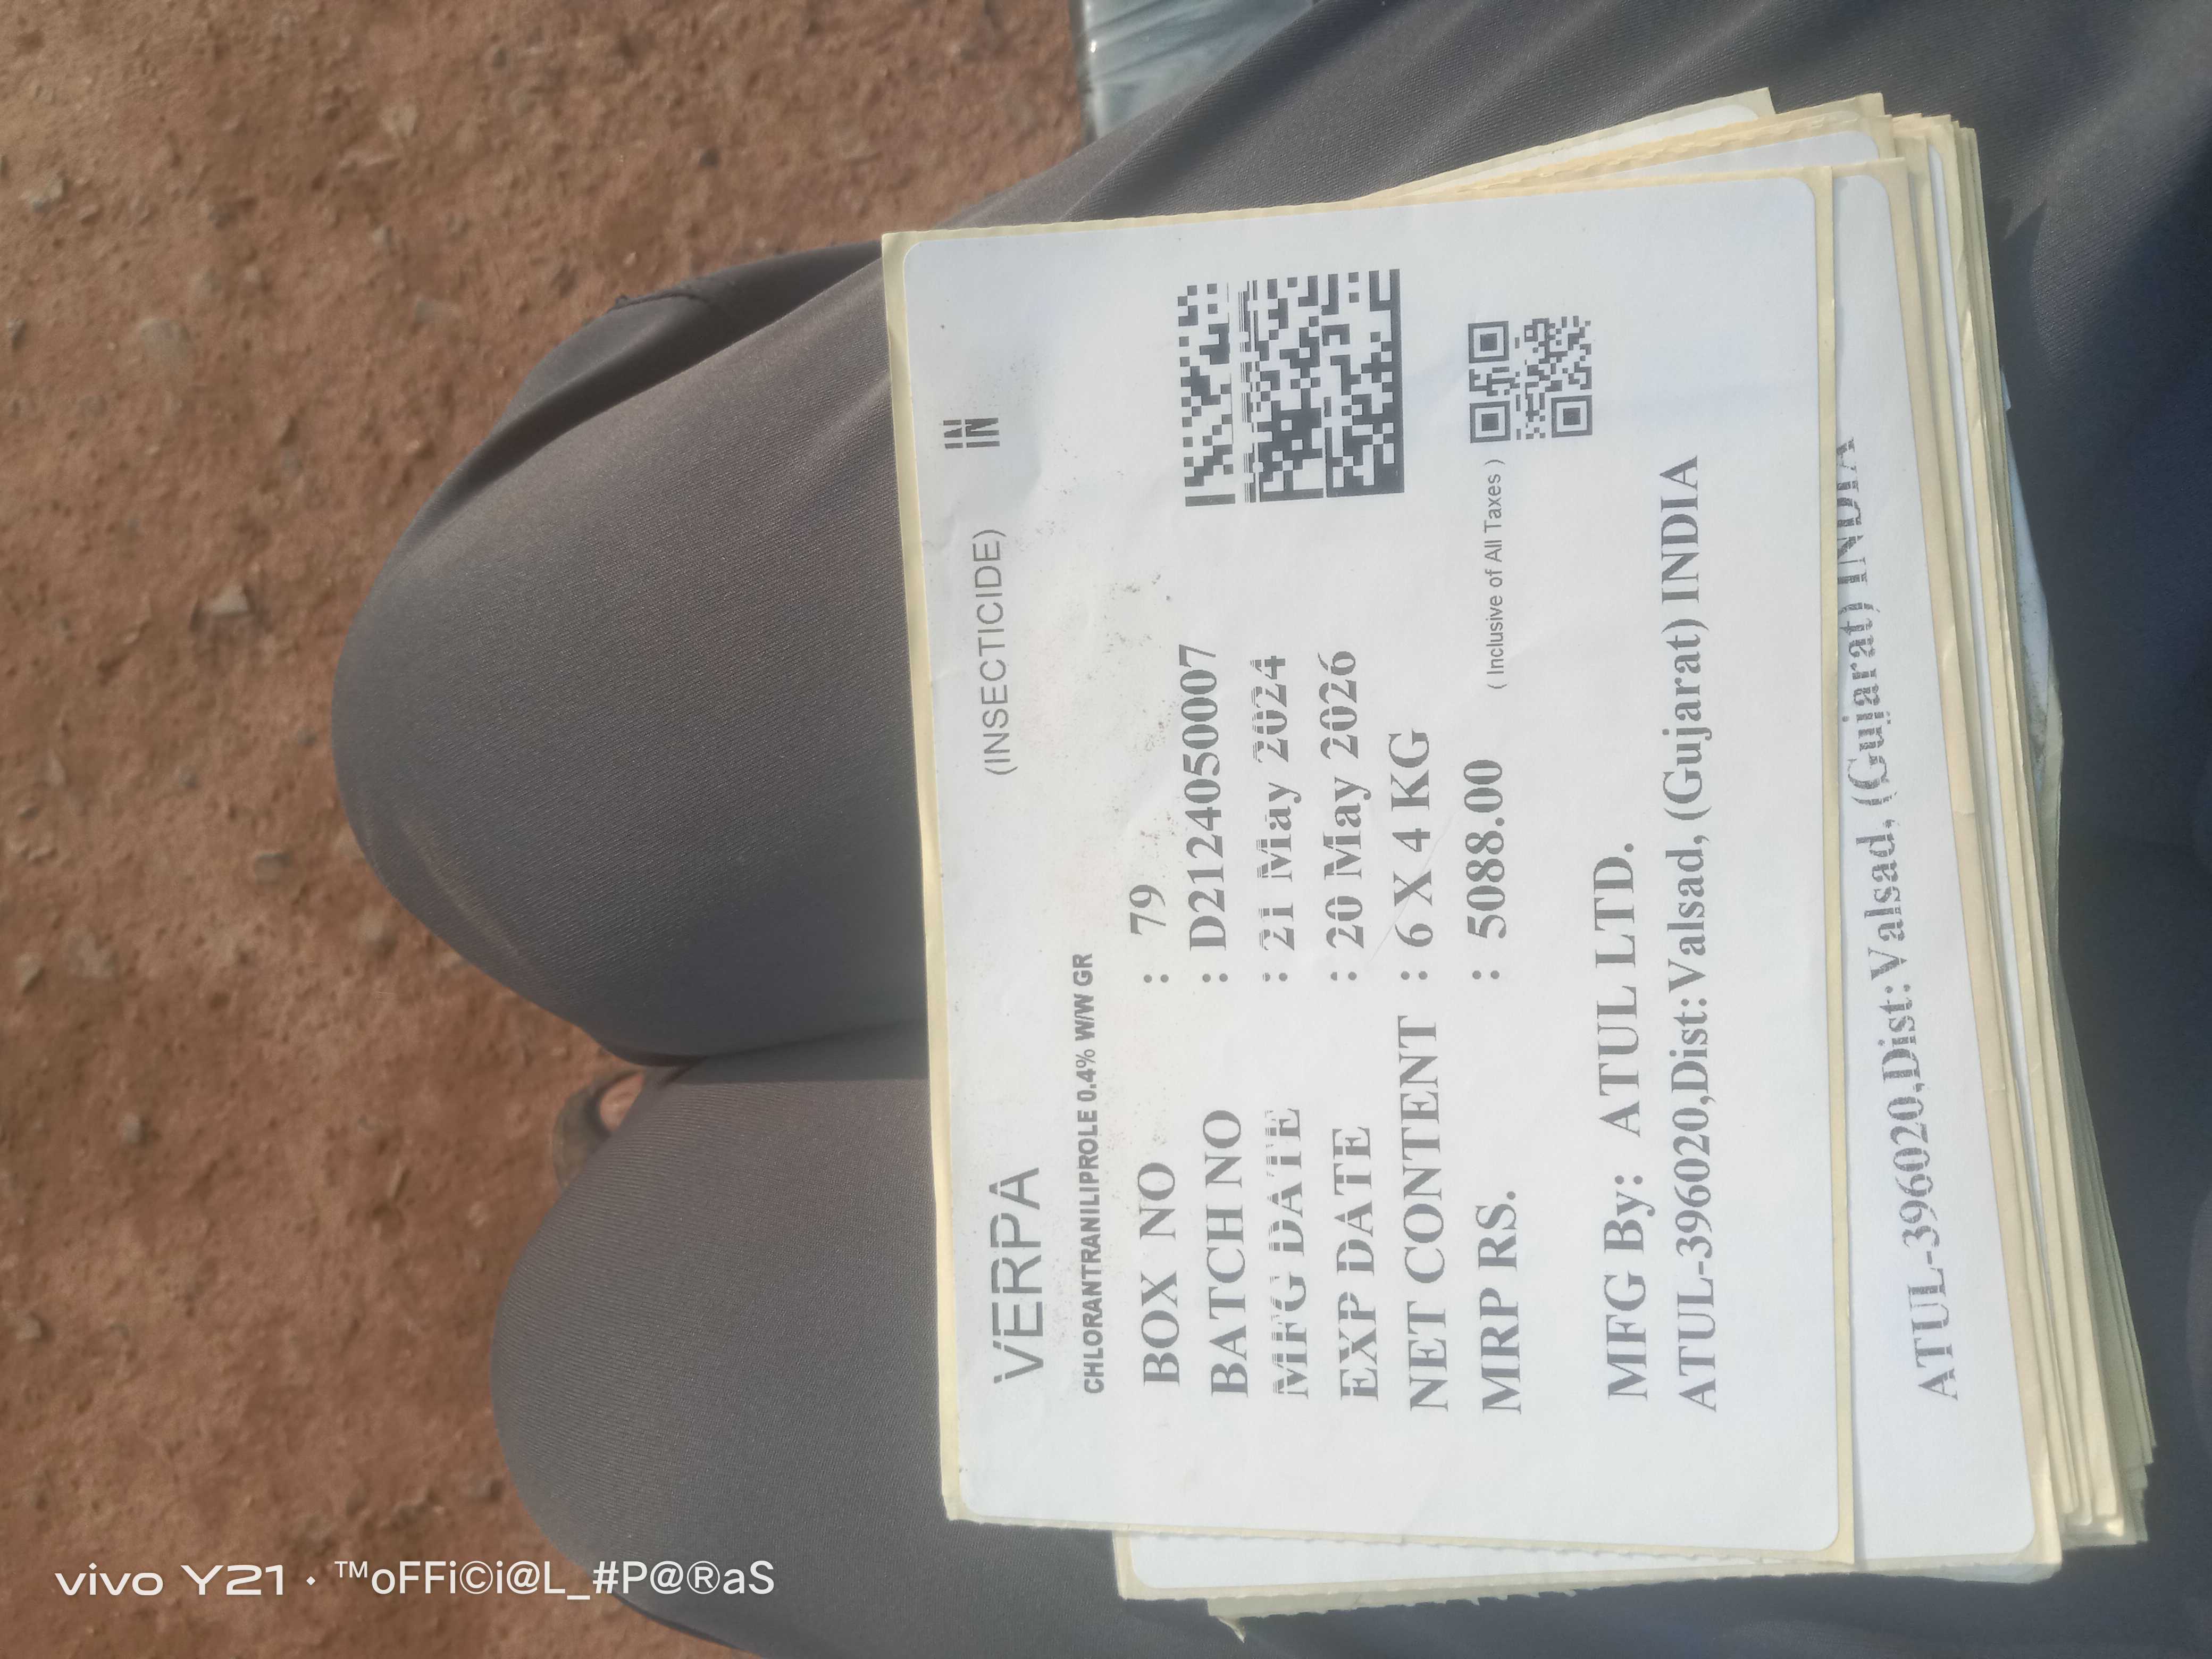 VERPA (INSECTICIDE) IN
CHLORANTRANILIPROLE 0.4% W/W GR
BOX NO : 79
BATCH NO : D21240500007
MFG DATE : 21 May 2024
EXP DATE : 20 May 2026
NET CONTENT : 6 X 4 KG
MRP RS. : 5088.00 ( Inclusive of All Taxes )
MFG By: ATUL LTD.
ATUL-396020,Dist:Valsad, (Gujarat) INDIA
ATUL-396020,Dist:Valsad, (Gujarat) INDIA
vivo Y21 · ™oFFi©i@L_#P@®aS